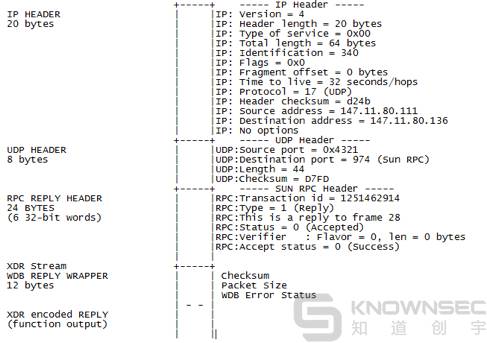 ----- IP Header -----
IP HEADER IP: Version = 4
20 bytes IP: Header length = 20 bytes
IP: Type of service = 0x00
IP: Total length = 64 bytes
IP: Identification = 340
IP: Flags = 0x0
IP: Fragment offset = 0 bytes
IP: Time to live = 32 seconds/hops
IP: Protocol = 17 (UDP)
IP: Header checksum = d24b
IP: Source address = 147.11.80.111
IP: Destination address = 147.11.80.136
IP: No options
----- UDP Header -----
UDP HEADER UDP:Source port = 0x4321
8 bytes UDP:Destination port = 974 (Sun RPC)
UDP:Length = 44
UDP:Checksum = D7FD
----- SUN RPC Header -----
RPC REPLY HEADER RPC:Transaction id = 1251462914
24 BYTES RPC:Type = 1 (Reply)
(6 32-bit words) RPC:This is a reply to frame 28
RPC:Status = 0 (Accepted)
RPC:Verifier : Flavor = 0, len = 0 bytes
RPC:Accept status = 0 (Success)
XDR Stream
WDB REPLY WRAPPER Checksum
12 bytes Packet Size
WDB Error Status
XDR encoded REPLY
(function output)
KNOWNSEC
知道创宇